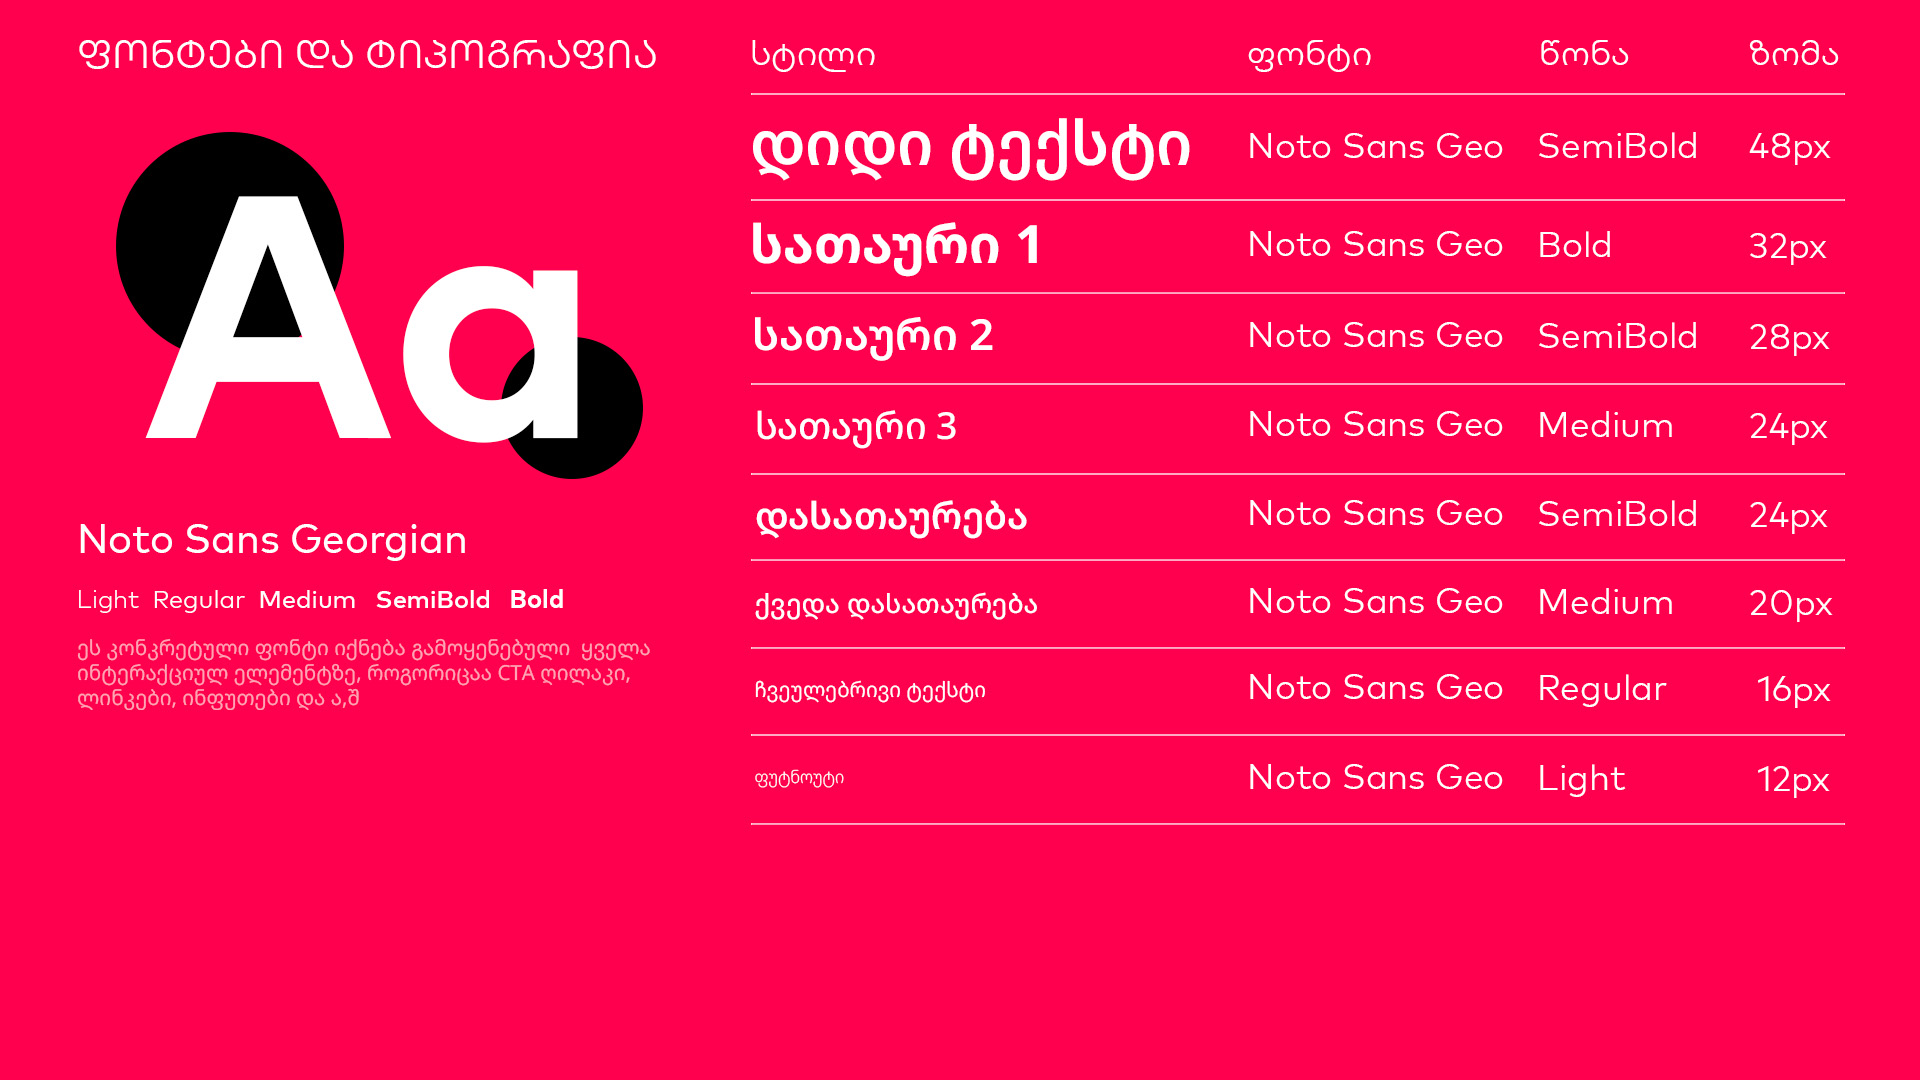 ფონტები და ტიპოგრაფია
Aa
Noto Sans Georgian
Light Regular Medium SemiBold Bold
ეს კონკრეტული ფონტი იქნება გამოყენებული ყველა
ინტერაქციულ ელემენტზე, როგორიცაა CTA ღილაკი,
ლინკები, ინფუთები და ა,შ
სტილი ფონტი წონა ზომა
დიდი ტექსტი Noto Sans Geo SemiBold 48px
სათაური 1 Noto Sans Geo Bold 32px
სათაური 2 Noto Sans Geo SemiBold 28px
სათაური 3 Noto Sans Geo Medium 24px
დასათაურება Noto Sans Geo SemiBold 24px
ქვედა დასათაურება Noto Sans Geo Medium 20px
ჩვეულებრივი ტექსტი Noto Sans Geo Regular 16px
ფუტნოუტი Noto Sans Geo Light 12px